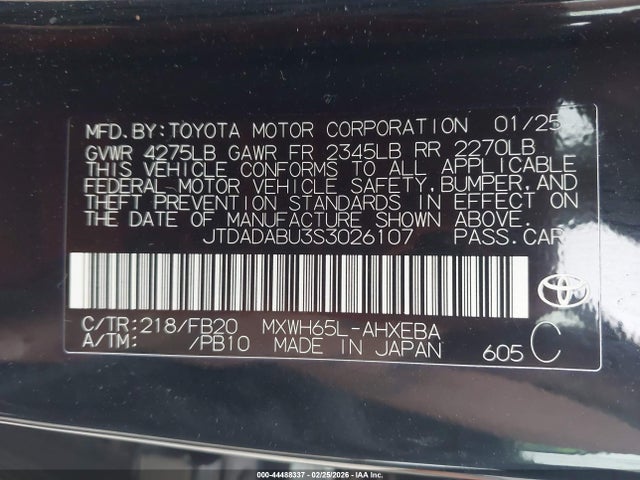 MFD.BY:TOYOTA MOTOR CORPORATION 01/25
GVWR 4275LB GAWR FR 2345LB RR 2270LB
THIS VEHICLE CONFORMS TO ALL APPLICABLE
FEDERAL MOTOR VEHICLE SAFETY,BUMPER,AND
THEFT PREVENTION STANDARDS IN EFFECT ON
THE DATE OF MANUFACTURE SHOWN ABOVE.
JTDADABU3S3026107 PASS.CAR
C/TR:218/FB20 MXWH65L-AHXEBA
A/TM: /PB10 MADE IN JAPAN 605 C
000-44488337 - 02/25/2026 - IAA Inc.